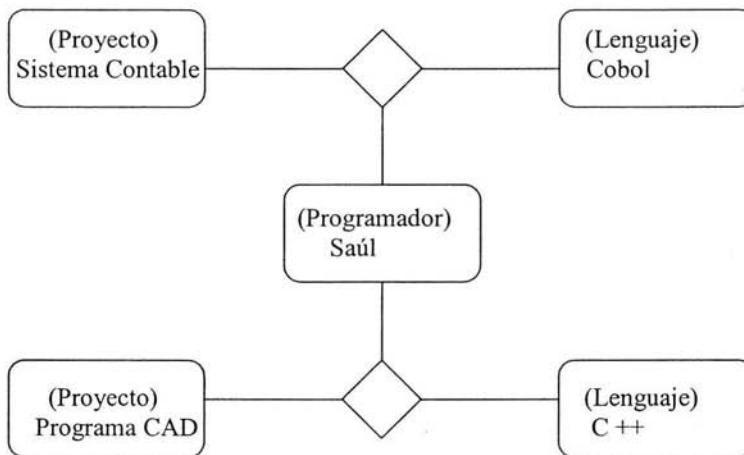 (Proyecto)
Sistema Contable
(Lenguaje)
Cobol
(Programador)
Saúl
(Proyecto)
Programa CAD
(Lenguaje)
C ++